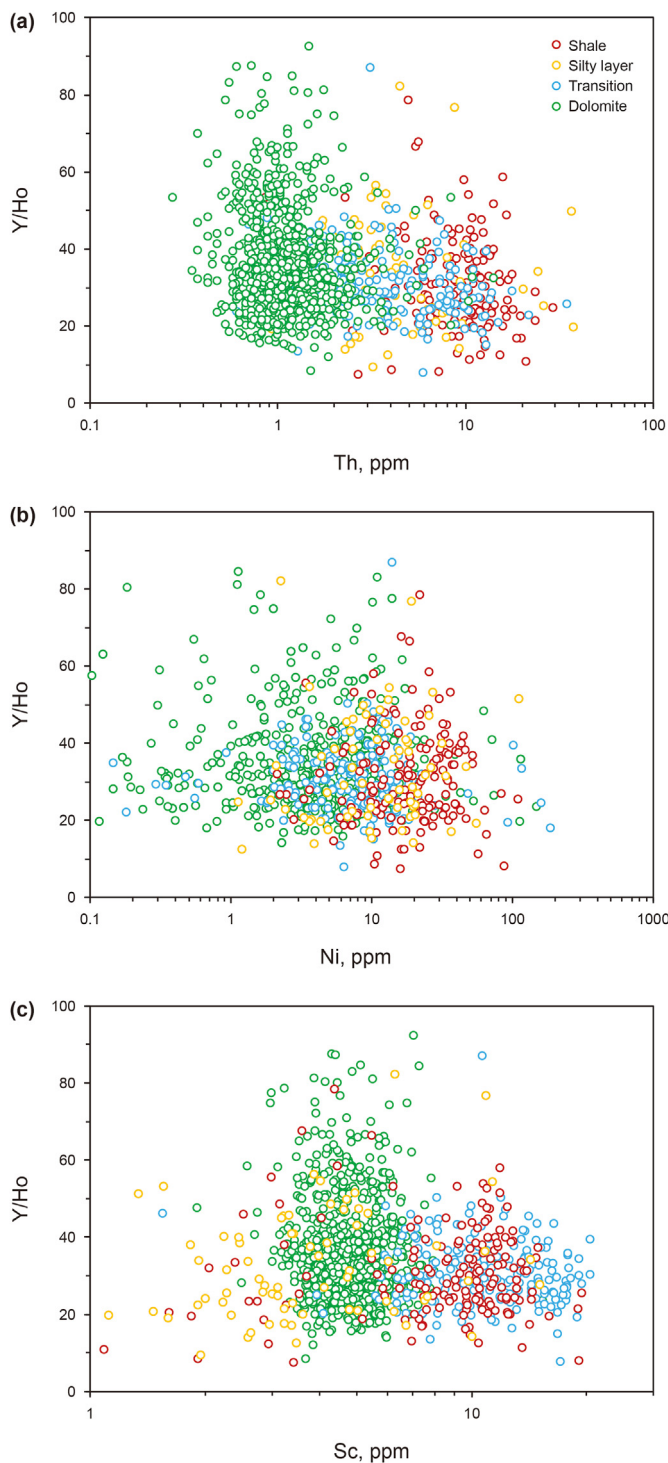 (a)
100
80
60
40
20
0
Y/Ho
Shale
Silty layer
Transition
Dolomite
0.1 1 10 100
Th, ppm
(b)
100
80
60
40
20
0
Y/Ho
0.1 1 10 100 1000
Ni, ppm
(c)
100
80
60
40
20
0
Y/Ho
1 10
Sc, ppm